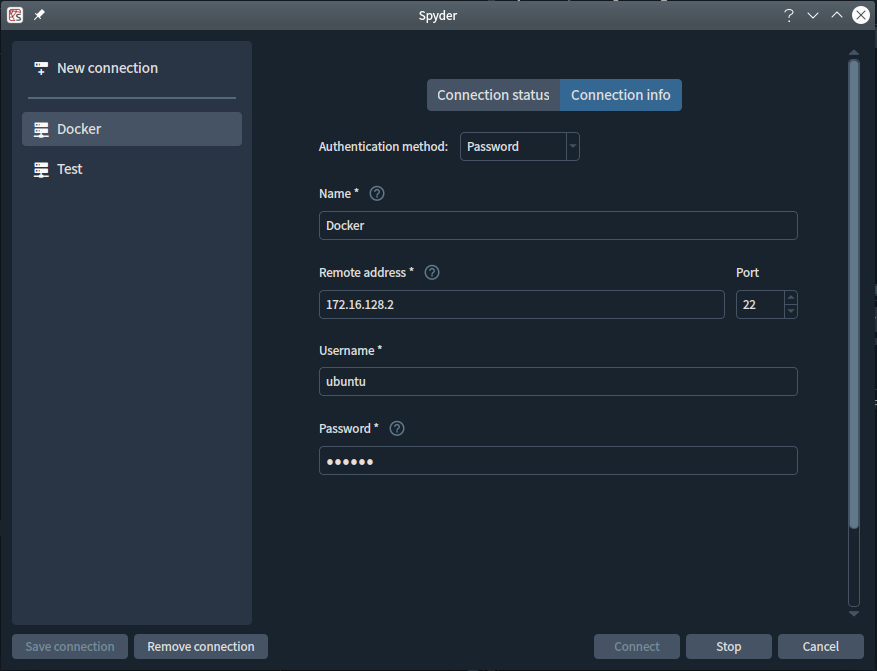 Spyder
New connection
Docker
Test
Connection status
Connection info
Authentication method: Password
Name *
Docker
Remote address * Port
172.16.128.2 22
Username *
ubuntu
Password *
●●●●●●
Save connection Remove connection Connect Stop Cancel